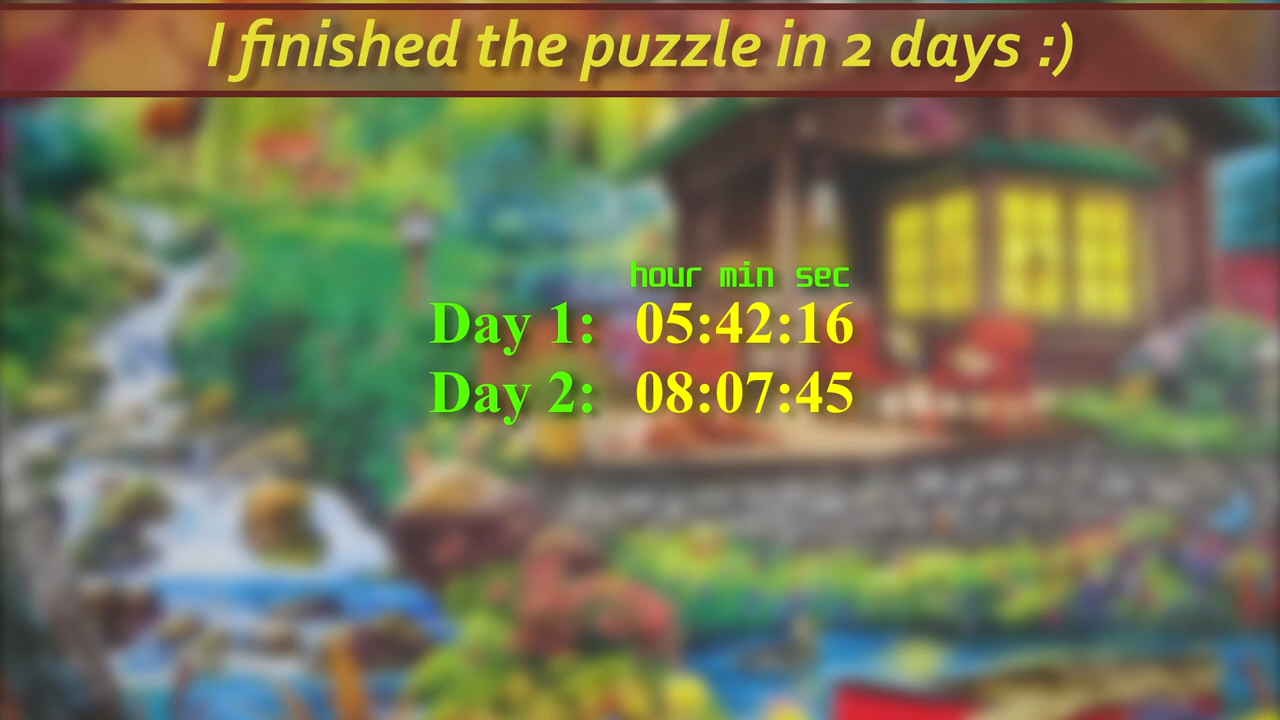 I finished the puzzle in 2 days :)
hour min sec
Day 1: 05:42:16
Day 2: 08:07:45